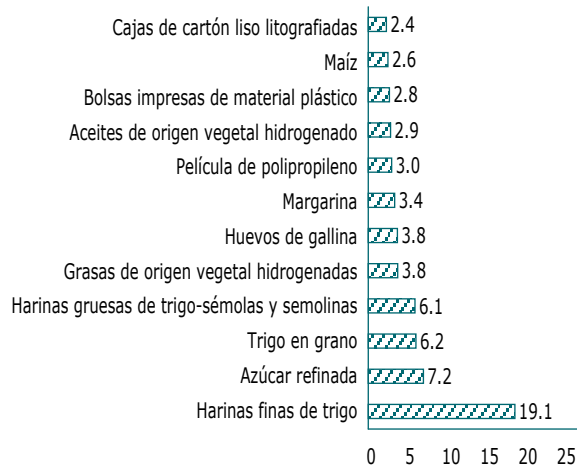 Cajas de cartón liso litografiadas 2.4
Maíz 2.6
Bolsas impresas de material plástico 2.8
Aceites de origen vegetal hidrogenado 2.9
Película de polipropileno 3.0
Margarina 3.4
Huevos de gallina 3.8
Grasas de origen vegetal hidrogenadas 3.8
Harinas gruesas de trigo-sémolas y semolinas 6.1
Trigo en grano 6.2
Azúcar refinada 7.2
Harinas finas de trigo 19.1
0 5 10 15 20 25